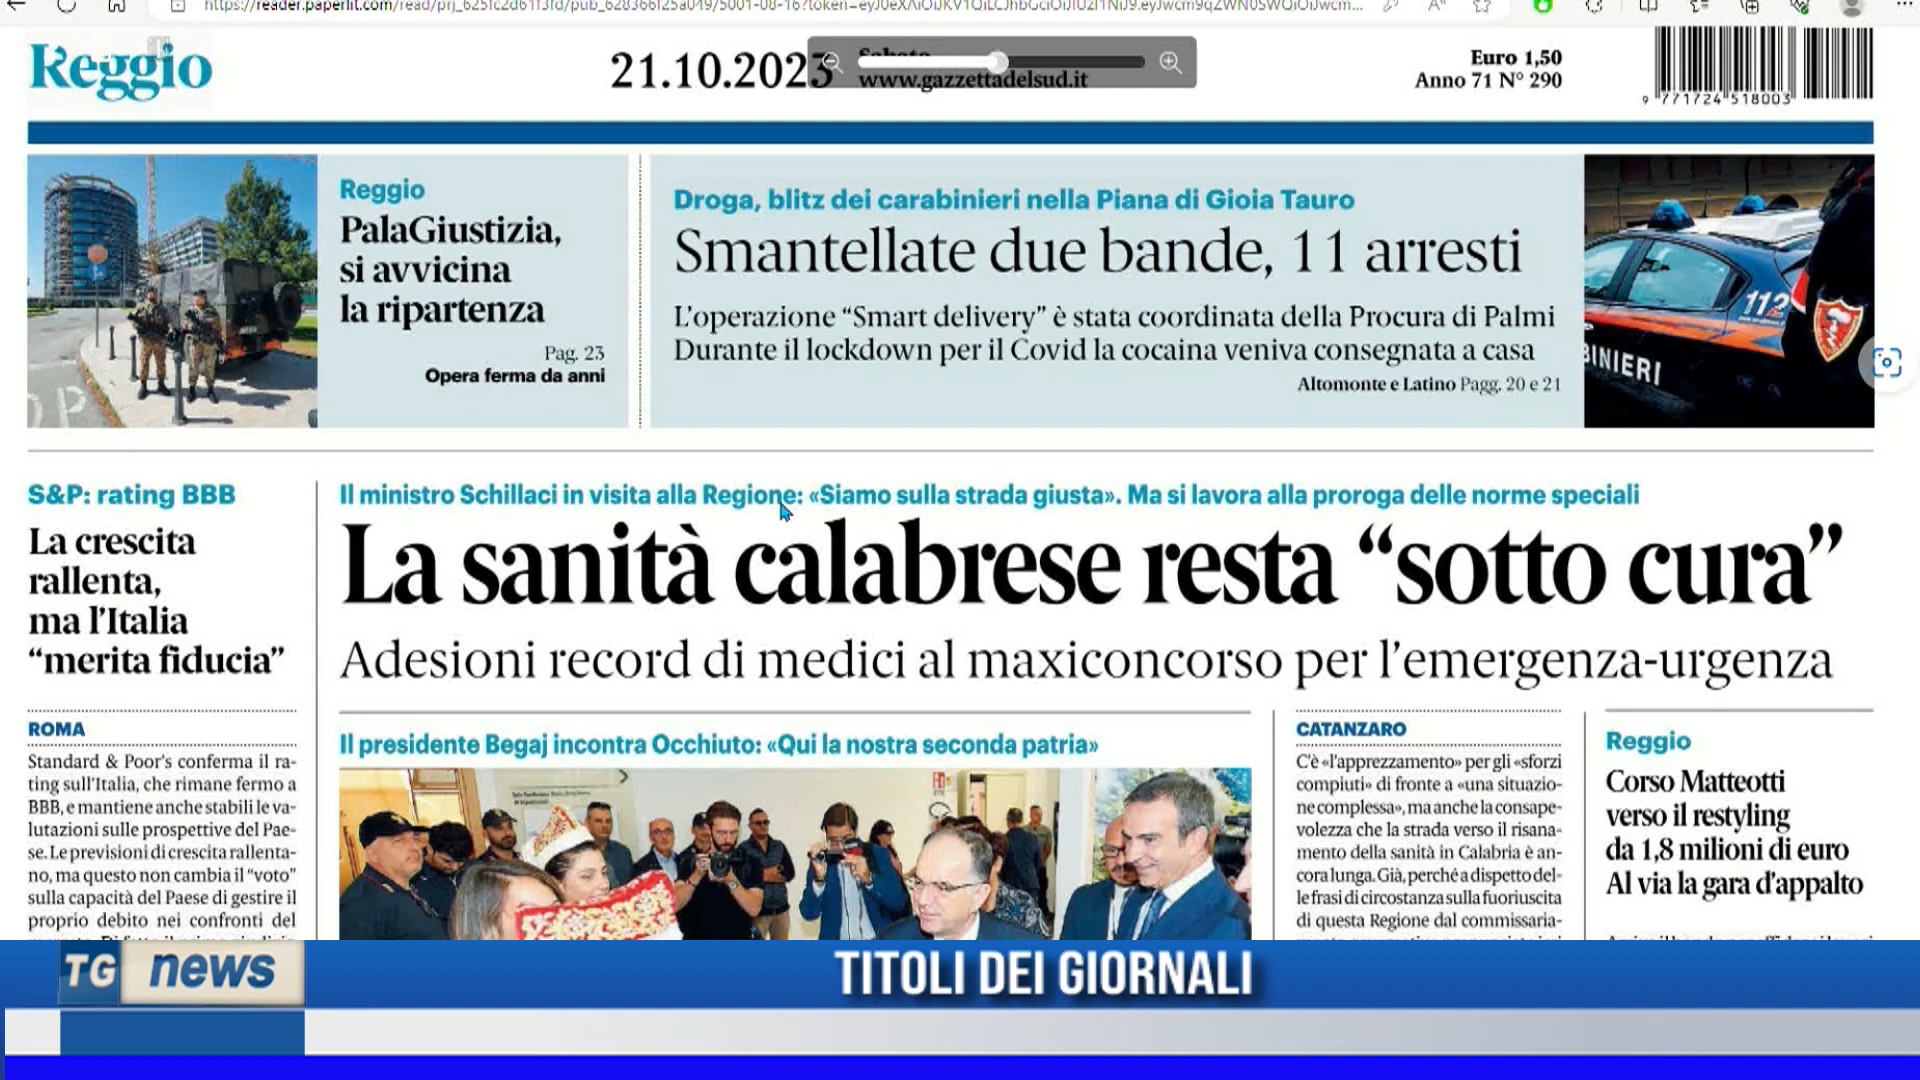 Reggio
21.10.2023
Sabato
www.gazzettadelsud.it
Euro 1,50
Anno 71 N° 290
9 771724 518003
Reggio
PalaGiustizia,
si avvicina
la ripartenza
Pag. 23
Opera ferma da anni
Droga, blitz dei carabinieri nella Piana di Gioia Tauro
Smantellate due bande, 11 arresti
L'operazione “Smart delivery” è stata coordinata della Procura di Palmi
Durante il lockdown per il Covid la cocaina veniva consegnata a casa
Altomonte e Latino Pagg. 20 e 21
112
BINIERI
S&P: rating BBB
La crescita
rallenta,
ma l'Italia
“merita fiducia”
ROMA
Standard & Poor's conferma il ra-
ting sull'Italia, che rimane fermo a
BBB, e mantiene anche stabili le va-
lutazioni sulle prospettive del Pae-
se. Le previsioni di crescita rallenta-
no, ma questo non cambia il “voto”
sulla capacità del Paese di gestire il
proprio debito nei confronti del
Il ministro Schillaci in visita alla Regione: «Siamo sulla strada giusta». Ma si lavora alla proroga delle norme speciali
La sanità calabrese resta “sotto cura”
Adesioni record di medici al maxiconcorso per l'emergenza-urgenza
Il presidente Begaj incontra Occhiuto: «Qui la nostra seconda patria»
CATANZARO
C'è «l'apprezzamento» per gli «sforzi
compiuti» di fronte a «una situazio-
ne complessa», ma anche la consape-
volezza che la strada verso il risana-
mento della sanità in Calabria è an-
cora lunga. Già, perché a dispetto del-
le frasi di circostanza sulla fuoriuscita
di questa Regione dal commissaria-
Reggio
Corso Matteotti
verso il restyling
da 1,8 milioni di euro
Al via la gara d'appalto
TG news
TITOLI DEI GIORNALI